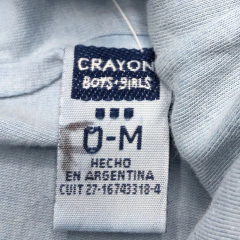 CRAYON
BOYS·GIRLS
0-M
HECHO
EN ARGENTINA
CUIT 27-16743318-4